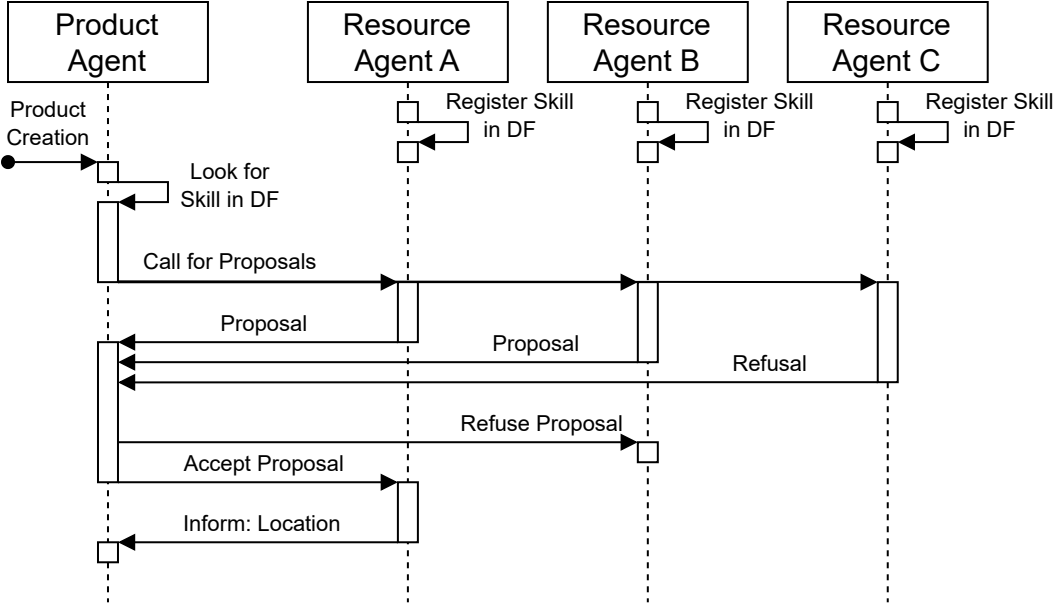 Product
Agent
Resource
Agent A
Resource
Agent B
Resource
Agent C
Product
Creation
Register Skill
in DF
Register Skill
in DF
Register Skill
in DF
Look for
Skill in DF
Call for Proposals
Proposal
Proposal
Refusal
Refuse Proposal
Accept Proposal
Inform: Location